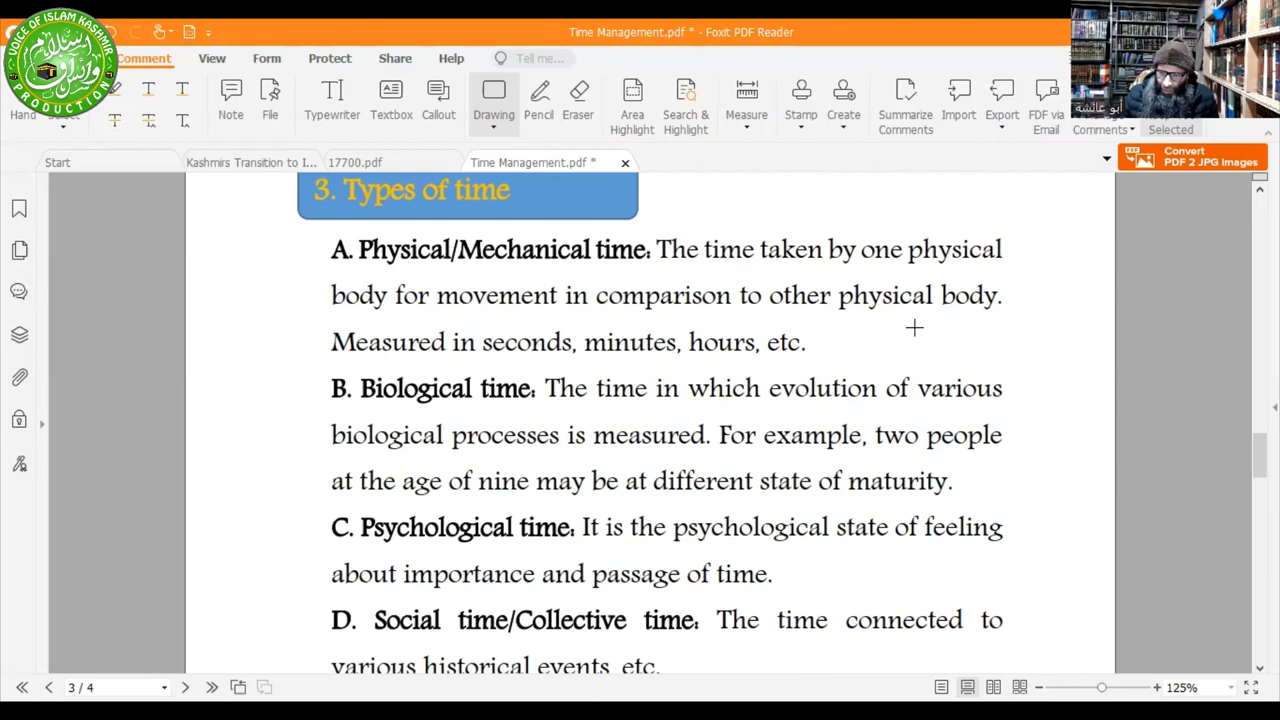 VOICE OF ISLAM KASHMIR
PRODUCTION
Time Management.pdf * - Foxit PDF Reader
Comment View Form Protect Share Help Tell me...
Hand
Note File Typewriter Callout Drawing Pencil Eraser Area Highlight Search & Highlight Measure Stamp Create Summarize Comments Import Export FDF via Email Comments Selected
أبو عائشة
Start Kashmirs Transition to I... 17700.pdf Time Management.pdf *
Convert
PDF 2 JPG Images
3. Types of time
A. Physical/Mechanical time: The time taken by one physical
body for movement in comparison to other physical body.
Measured in seconds, minutes, hours, etc.
B. Biological time: The time in which evolution of various
biological processes is measured. For example, two people
at the age of nine may be at different state of maturity.
C. Psychological time: It is the psychological state of feeling
about importance and passage of time.
D. Social time/Collective time: The time connected to
various historical events, etc.
3 / 4
125%